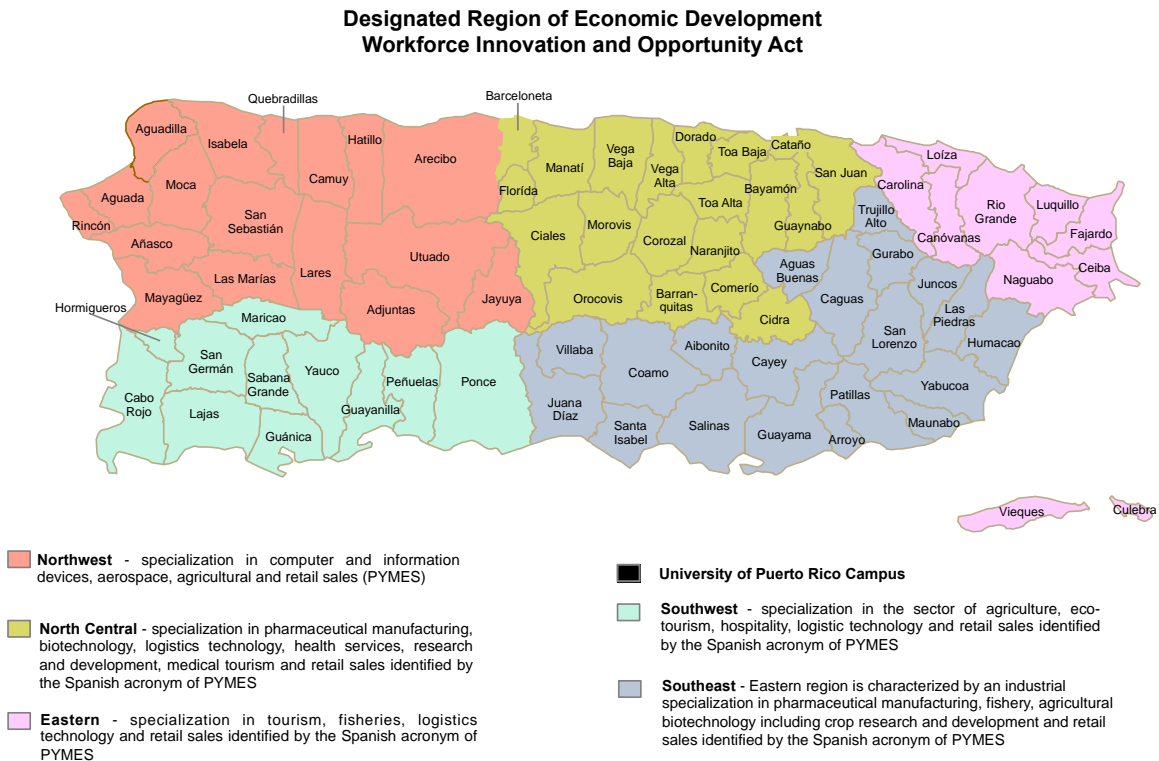 Designated Region of Economic Development
Workforce Innovation and Opportunity Act
Quebradillas
Barceloneta
Aguadilla
Isabela
Hatillo
Camuy
Arecibo
Moca
Aguada
Rincón
San
Sebastián
Añasco
Las Marías
Lares
Utuado
Mayagüez
Adjuntas
Jayuya
Hormigueros
Florída
Manatí
Vega
Baja
Vega
Alta
Dorado
Toa Baja
Cataño
San Juan
Toa Alta
Bayamón
Guaynabo
Ciales
Morovis
Corozal
Naranjito
Orocovis
Barran-
quitas
Comerío
Cidra
Loíza
Carolina
Canóvanas
Rio
Grande
Luquillo
Fajardo
Ceiba
Naguabo
Trujillo
Alto
Gurabo
Aguas
Buenas
Caguas
Juncos
Las
Piedras
San
Lorenzo
Humacao
Maricao
San
Germán
Sabana
Grande
Yauco
Guayanilla
Peñuelas
Ponce
Cabo
Rojo
Lajas
Guánica
Villaba
Juana
Díaz
Coamo
Aibonito
Cayey
Santa
Isabel
Salinas
Guayama
Patillas
Arroyo
Yabucoa
Maunabo
Vieques
Culebra
Northwest - specialization in computer and information
devices, aerospace, agricultural and retail sales (PYMES)
North Central - specialization in pharmaceutical manufacturing,
biotechnology, logistics technology, health services, research
and development, medical tourism and retail sales identified by
the Spanish acronym of PYMES
Eastern - specialization in tourism, fisheries, logistics
technology and retail sales identified by the Spanish acronym of
PYMES
University of Puerto Rico Campus
Southwest - specialization in the sector of agriculture, eco-
tourism, hospitality, logistic technology and retail sales identified
by the Spanish acronym of PYMES
Southeast - Eastern region is characterized by an industrial
specialization in pharmaceutical manufacturing, fishery, agricultural
biotechnology including crop research and development and retail
sales identified by the Spanish acronym of PYMES